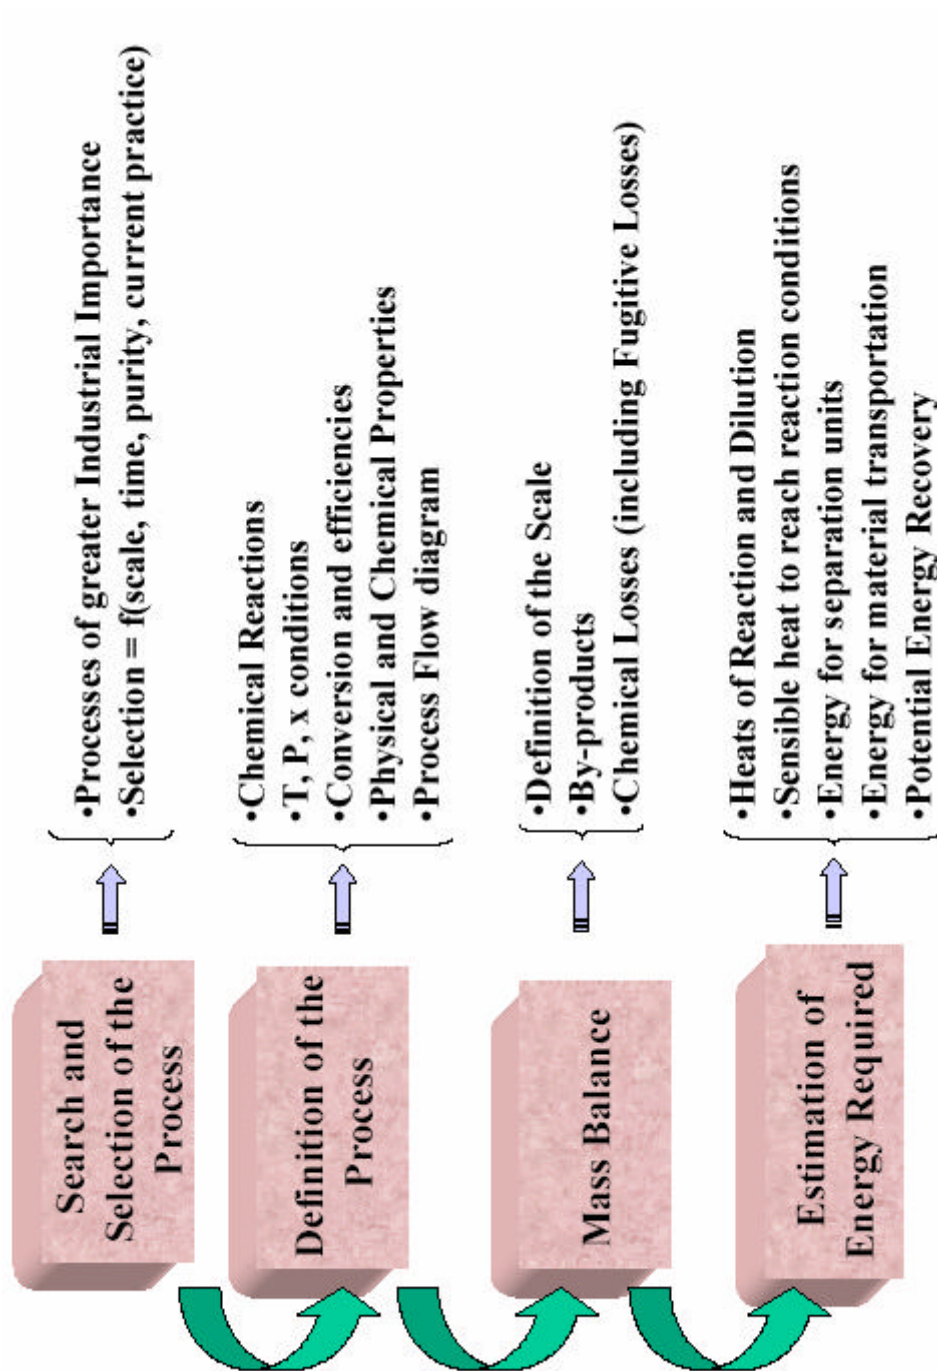 Search and
Selection of the
Process
•Processes of greater Industrial Importance
•Selection = f(scale, time, purity, current practice)
Definition of the
Process
•Chemical Reactions
•T, P, x conditions
•Conversion and efficiencies
•Physical and Chemical Properties
•Process Flow diagram
Mass Balance
•Definition of the Scale
•By-products
•Chemical Losses (including Fugitive Losses)
Estimation of
Energy Required
•Heats of Reaction and Dilution
•Sensible heat to reach reaction conditions
•Energy for separation units
•Energy for material transportation
•Potential Energy Recovery